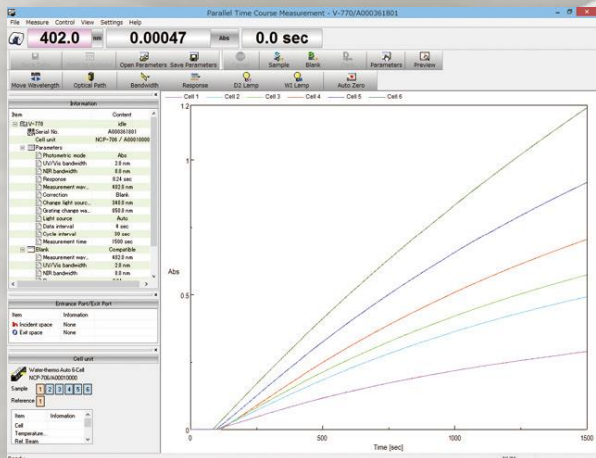 Parallel Time Course Measurement - V-770/A000361801
File Measure Control View Settings Help
402.0 nm 0.00047 Abs 0.0 sec
Open Parameters Save Parameters Sample Blank Parameters Preview
Move Wavelength Optical Path Bandwidth Response D2 Lamp WI Lamp Auto Zero
Information
Item Content
V-770 idle
Serial No. A000361801
Cell unit NCP-706 / A00010000
Parameters
Photometric mode Abs
UV/Vis bandwidth 2.0 nm
NIR bandwidth 8.0 nm
Response 0.24 sec
Measurement wav... 402.0 nm
Correction Blank
Change light sourc... 340.0 nm
Grating change wa... 850.0 nm
Light source Auto
Data interval 4 sec
Cycle interval 30 sec
Measurement time 1500 sec
Blank Compatible
Measurement wav... 402.0 nm
UV/Vis bandwidth 2.0 nm
NIR bandwidth 8.0 nm
Entrance Port/Exit Port
Item Information
In Incident space None
Exit space None
Cell unit
Water-thermo Auto 6-Cell
NCP-706/A00010000
Sample 1 2 3 4 5 6
Reference 1
Item Information
Cell
Temperature...
Ref. Beam
Cell 1 Cell 2 Cell 3 Cell 4 Cell 5 Cell 6
1.2
1
Abs
0.5
0
0 500 1000 1500
Time [sec]